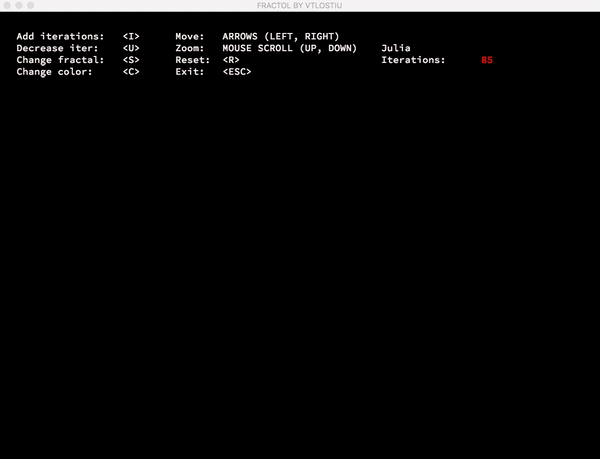 FRACTOL BY VTLOSTIU
Add iterations: <I> Move: ARROWS (LEFT, RIGHT)
Decrease iter: <U> Zoom: MOUSE SCROLL (UP, DOWN) Julia
Change fractal: <S> Reset: <R> Iterations: 85
Change color: <C> Exit: <ESC>